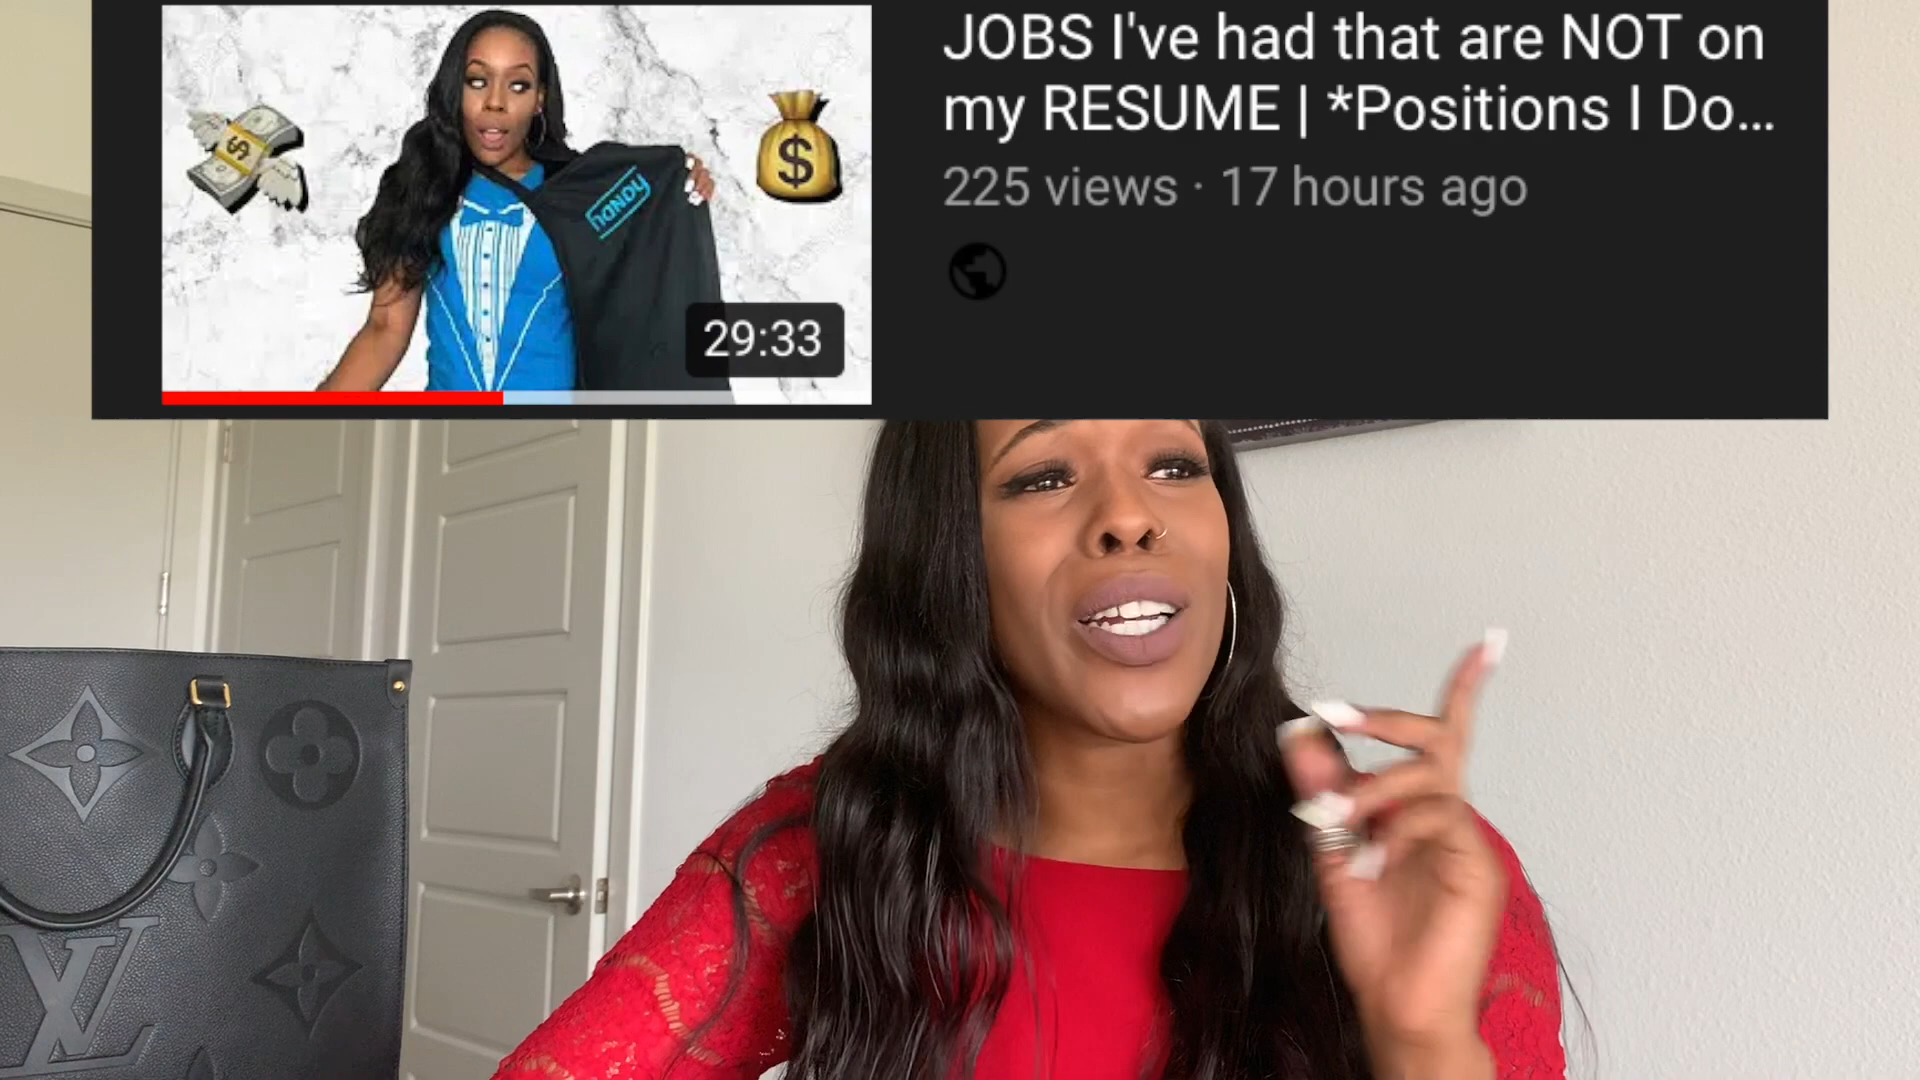 JOBS I've had that are NOT on
my RESUME | *Positions I Do...
225 views · 17 hours ago
hANDY
$
$
29:33
LV